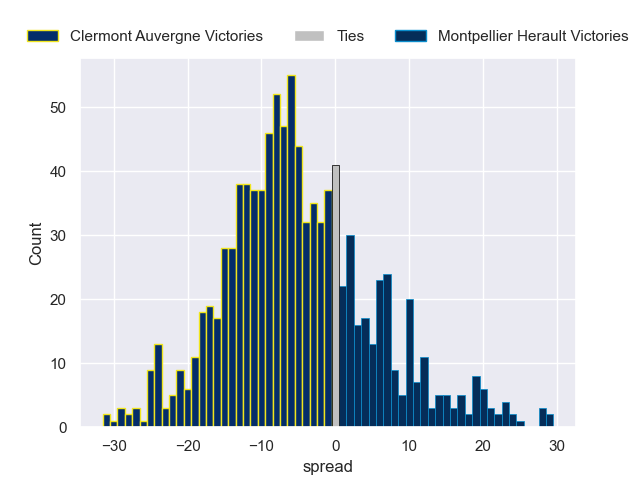 Clermont Auvergne Victories Ties Montpellier Herault Victories
50
40
30
20
10
0
−30 −20 −10 0 10 20 30
Count
spread